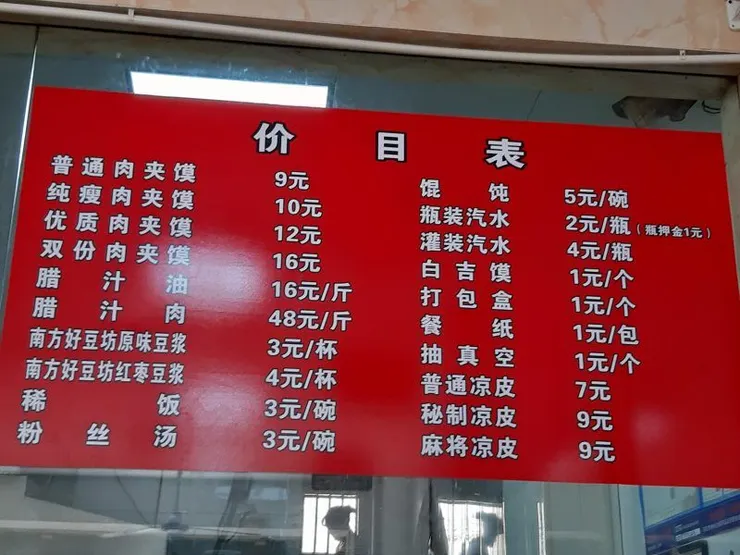 价目表
普通肉夹馍 9元
纯瘦肉夹馍 10元
优质肉夹馍 12元
双份肉夹馍 16元
腊汁油 16元/斤
腊汁肉 48元/斤
南方好豆坊原味豆浆 3元/杯
南方好豆坊红枣豆浆 4元/杯
稀饭 3元/碗
粉丝汤 3元/碗
馄饨 5元/碗
瓶装汽水 2元/瓶(瓶押金1元)
灌装汽水 4元/瓶
白吉馍 1元/个
打包盒 1元/个
餐纸 1元/包
抽真空 1元/个
普通凉皮 7元
秘制凉皮 9元
麻将凉皮 9元